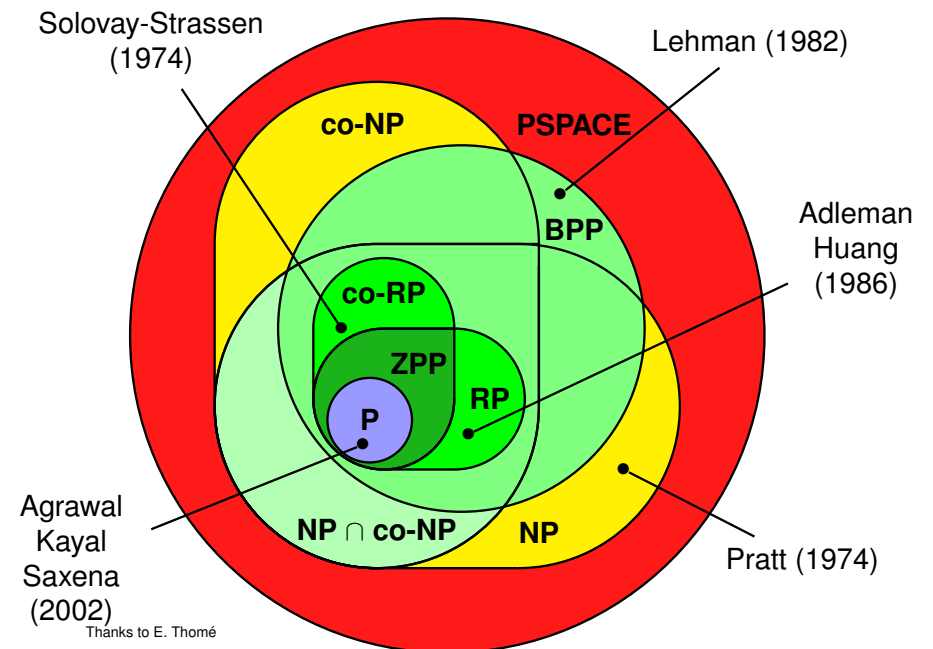 Solovay-Strassen
(1974)
Lehman (1982)
co-NP
PSPACE
Adleman
Huang
(1986)
BPP
co-RP
ZPP
RP
P
Agrawal
Kayal
Saxena
(2002)
NP ∩ co-NP
NP
Pratt (1974)
Thanks to E. Thomé